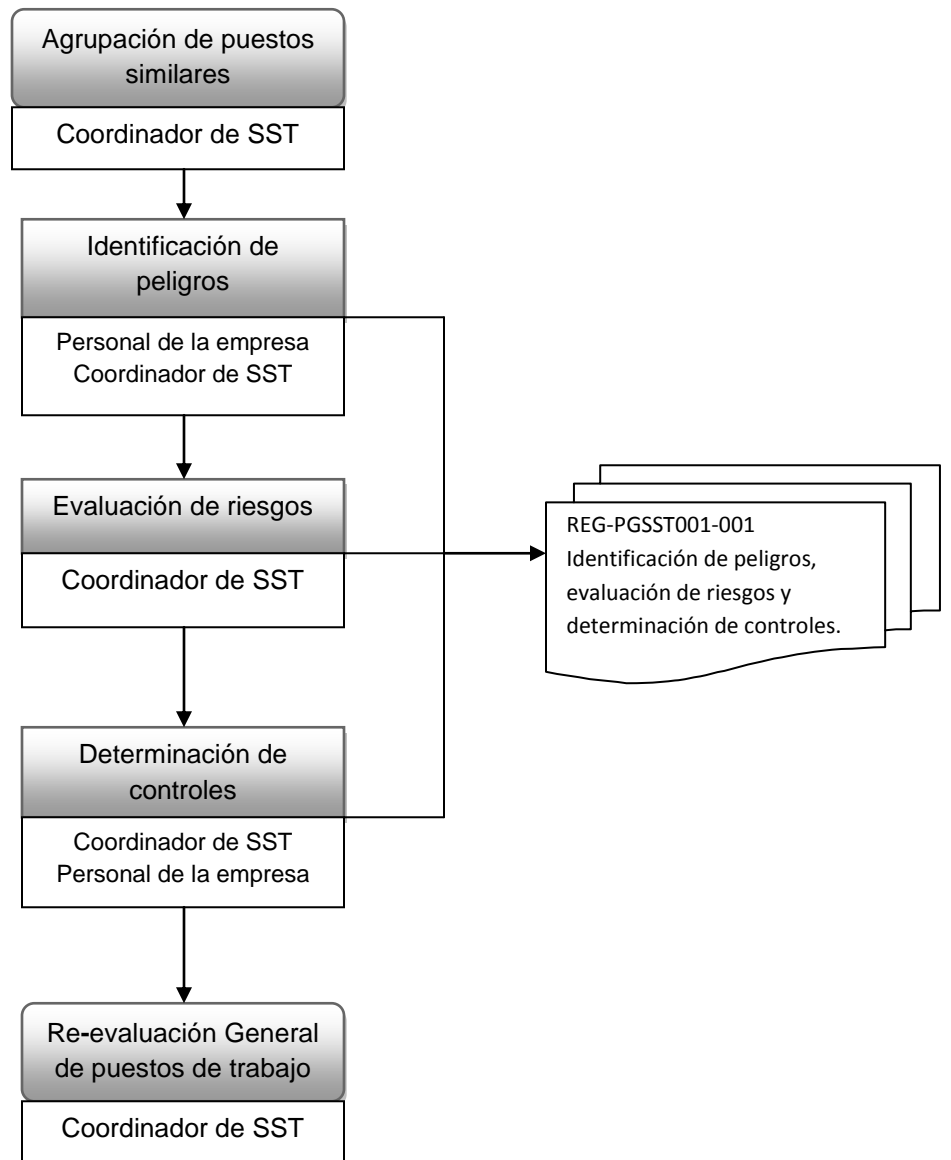 Agrupación de puestos
similares
Coordinador de SST
Identificación de
peligros
Personal de la empresa
Coordinador de SST
Evaluación de riesgos
Coordinador de SST
REG-PGSST001-001
Identificación de peligros,
evaluación de riesgos y
determinación de controles.
Determinación de
controles
Coordinador de SST
Personal de la empresa
Re-evaluación General
de puestos de trabajo
Coordinador de SST